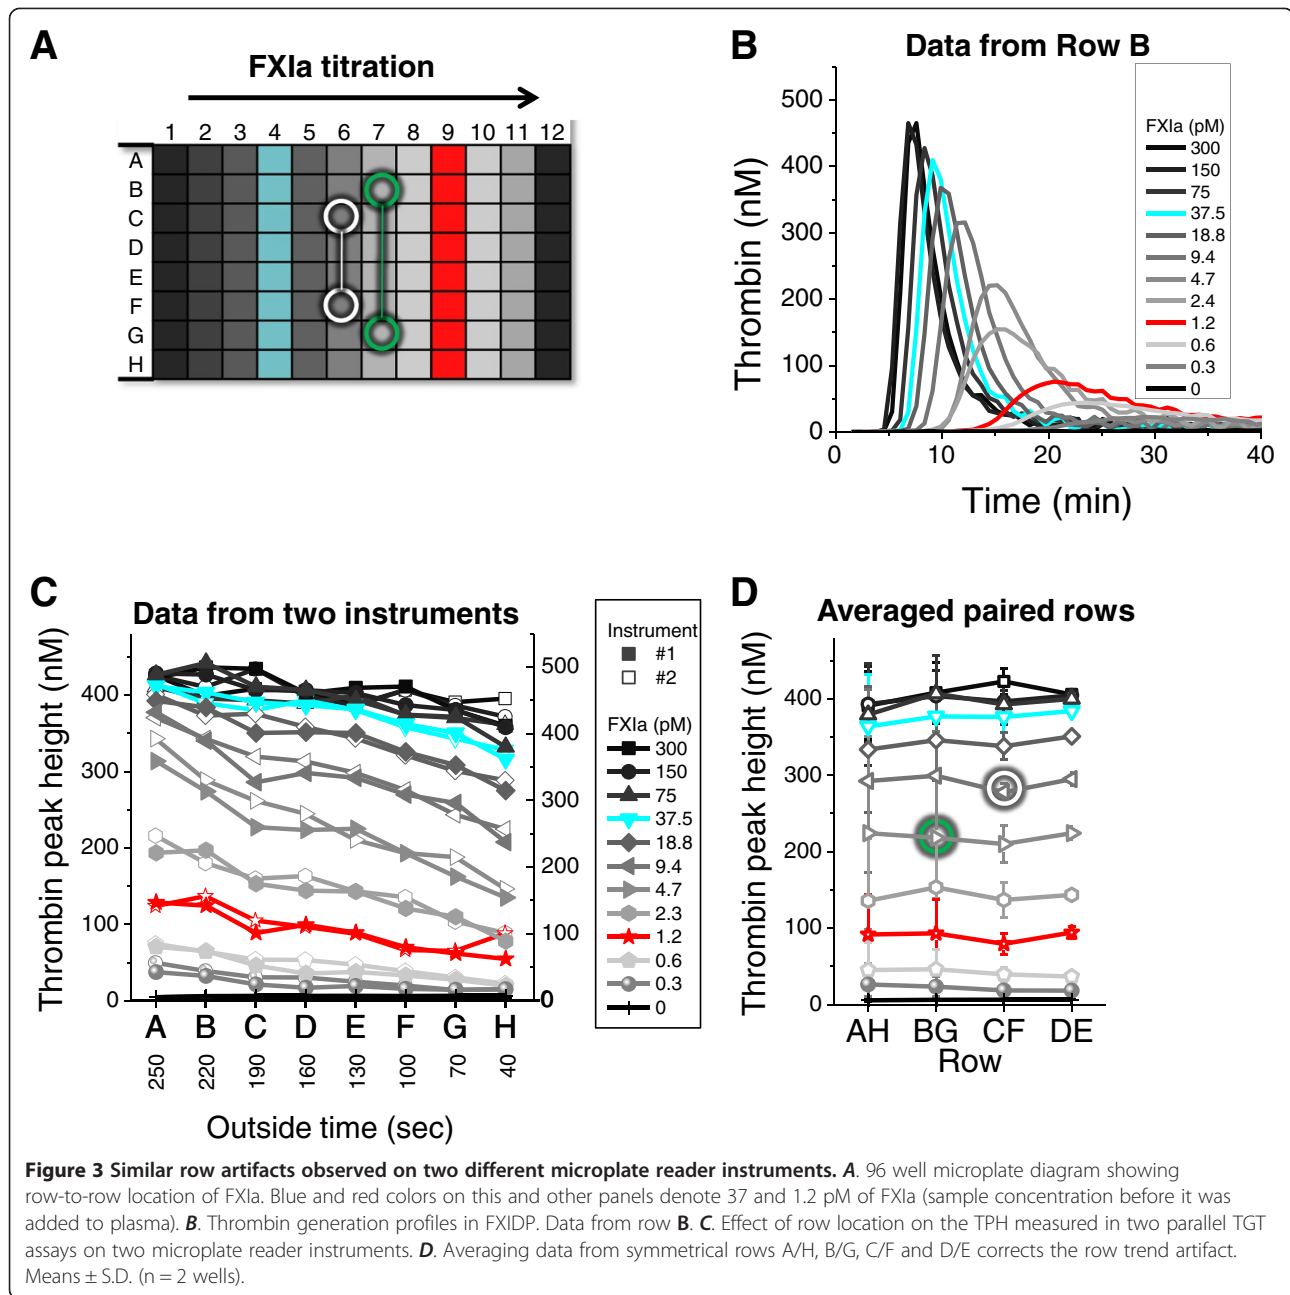 A
FXIa titration
1 2 3 4 5 6 7 8 9 10 11 12
A
B
C
D
E
F
G
H
B
Data from Row B
Thrombin (nM)
500
400
300
200
100
0
0 10 20 30 40
Time (min)
FXIa (pM)
300
150
75
37.5
18.8
9.4
4.7
2.4
1.2
0.6
0.3
0
C
Data from two instruments
Thrombin peak height (nM)
400
300
200
100
0
500
400
300
200
100
0
A B C D E F G H
250 220 190 160 130 100 70 40
Outside time (sec)
Instrument
#1
#2
FXIa (pM)
300
150
75
37.5
18.8
9.4
4.7
2.3
1.2
0.6
0.3
0
D
Averaged paired rows
Thrombin peak height (nM)
400
300
200
100
0
AH BG CF DE
Row
Figure 3 Similar row artifacts observed on two different microplate reader instruments. A. 96 well microplate diagram showing
row-to-row location of FXIa. Blue and red colors on this and other panels denote 37 and 1.2 pM of FXIa (sample concentration before it was
added to plasma). B. Thrombin generation profiles in FXIDP. Data from row B. C. Effect of row location on the TPH measured in two parallel TGT
assays on two microplate reader instruments. D. Averaging data from symmetrical rows A/H, B/G, C/F and D/E corrects the row trend artifact.
Means ± S.D. (n = 2 wells).